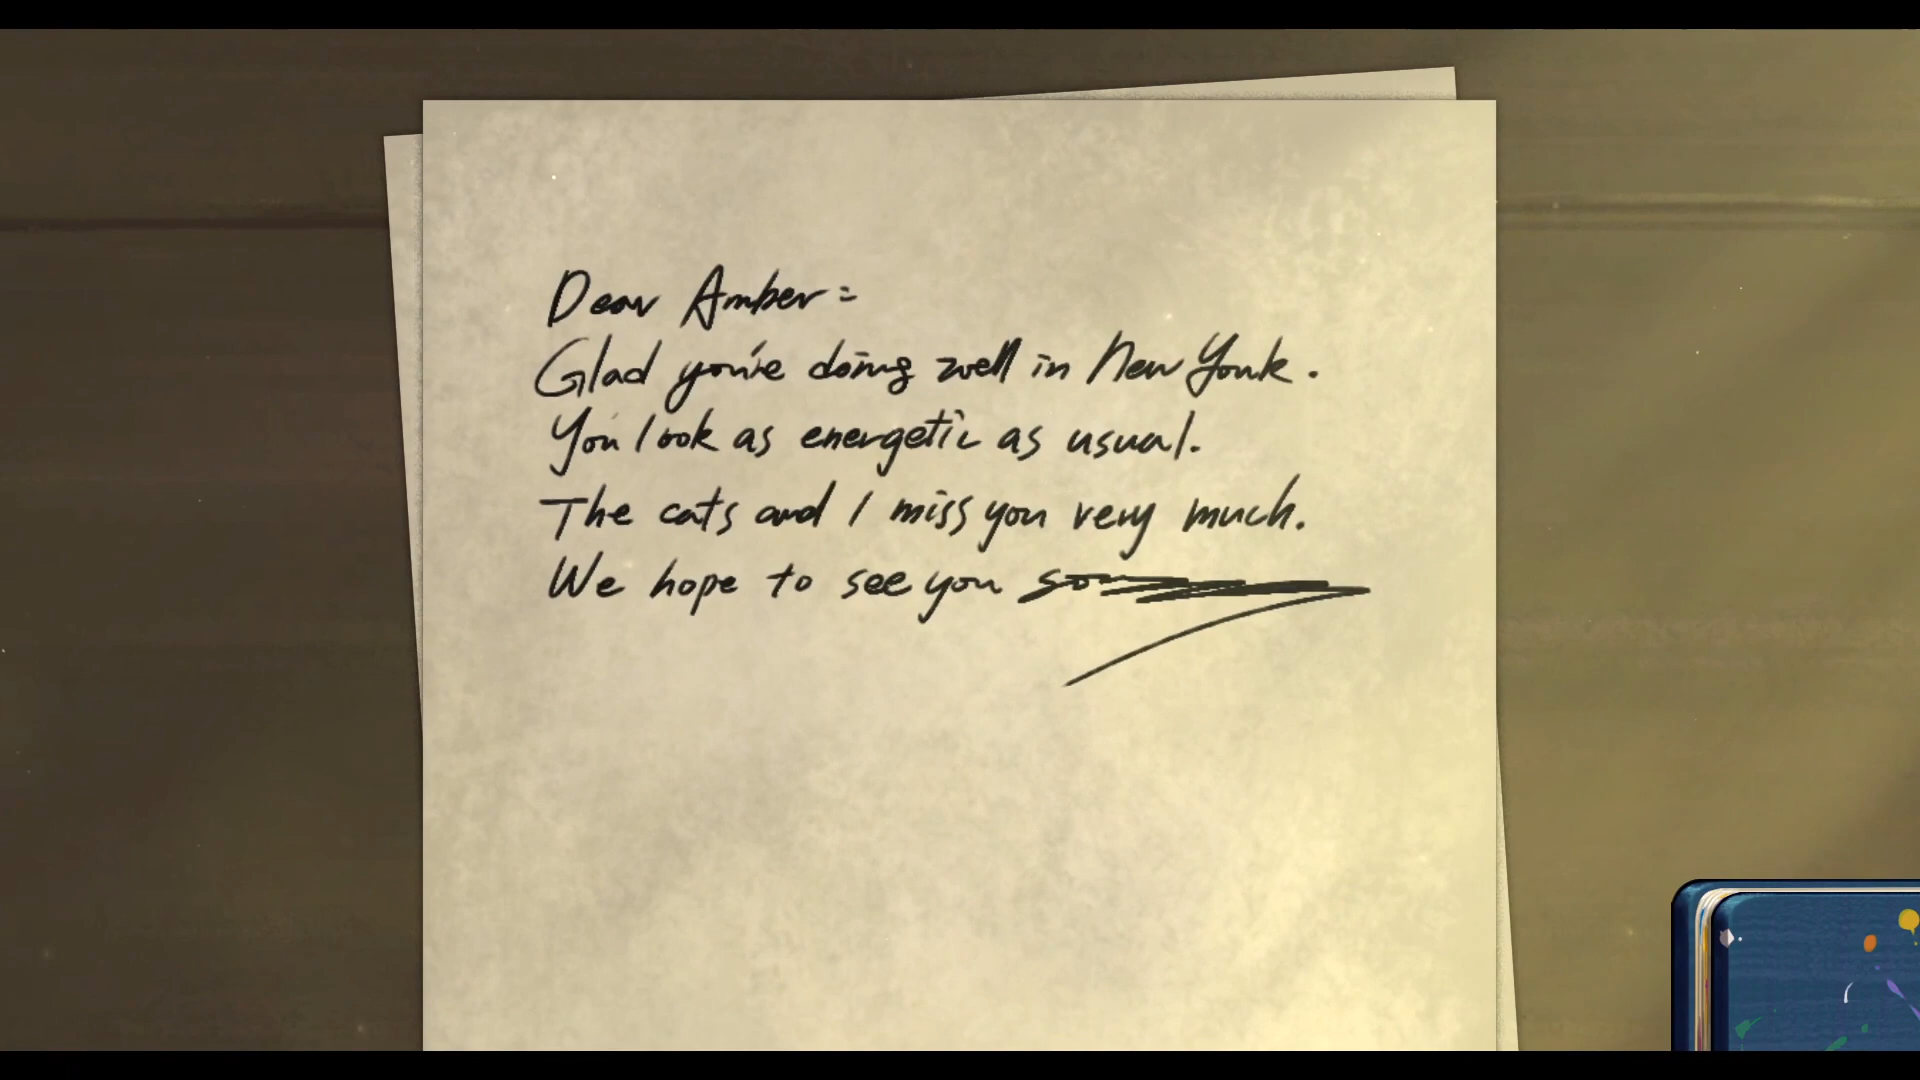 Dear Amber:
Glad you're doing well in New York.
You look as energetic as usual.
The cats and I miss you very much.
We hope to see you